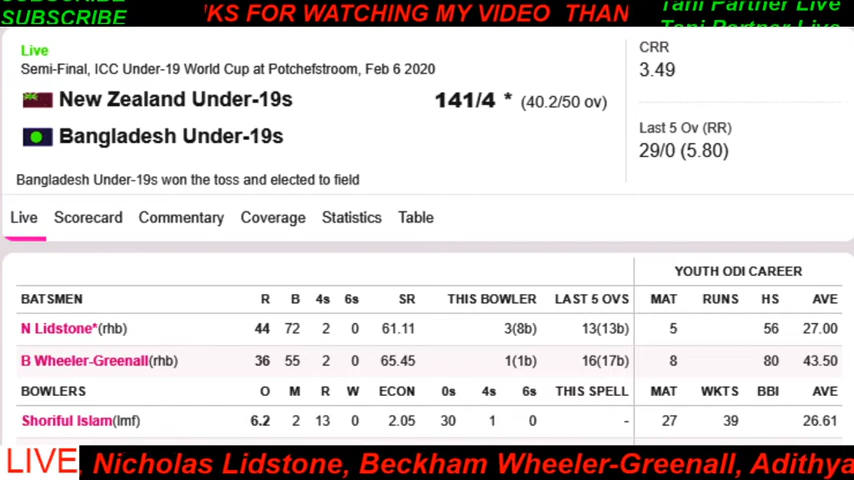 SUBSCRIBE
SUBSCRIBE
KS FOR WATCHING MY VIDEO THAN
Tani Partner Live
Tani Partner Live
Live
Semi-Final, ICC Under-19 World Cup at Potchefstroom, Feb 6 2020
New Zealand Under-19s 141/4 * (40.2/50 ov)
Bangladesh Under-19s
Bangladesh Under-19s won the toss and elected to field
CRR
3.49
Last 5 Ov (RR)
29/0 (5.80)
Live Scorecard Commentary Coverage Statistics Table
YOUTH ODI CAREER
BATSMEN R B 4s 6s SR THIS BOWLER LAST 5 OVS MAT RUNS HS AVE
N Lidstone*(rhb) 44 72 2 0 61.11 3(8b) 13(13b) 5 56 27.00
B Wheeler-Greenall(rhb) 36 55 2 0 65.45 1(1b) 16(17b) 8 80 43.50
BOWLERS O M R W ECON 0s 4s 6s THIS SPELL MAT WKTS BBI AVE
Shoriful Islam(lmf) 6.2 2 13 0 2.05 30 1 0 - 27 39 26.61
LIVE, Nicholas Lidstone, Beckham Wheeler-Greenall, Adithya